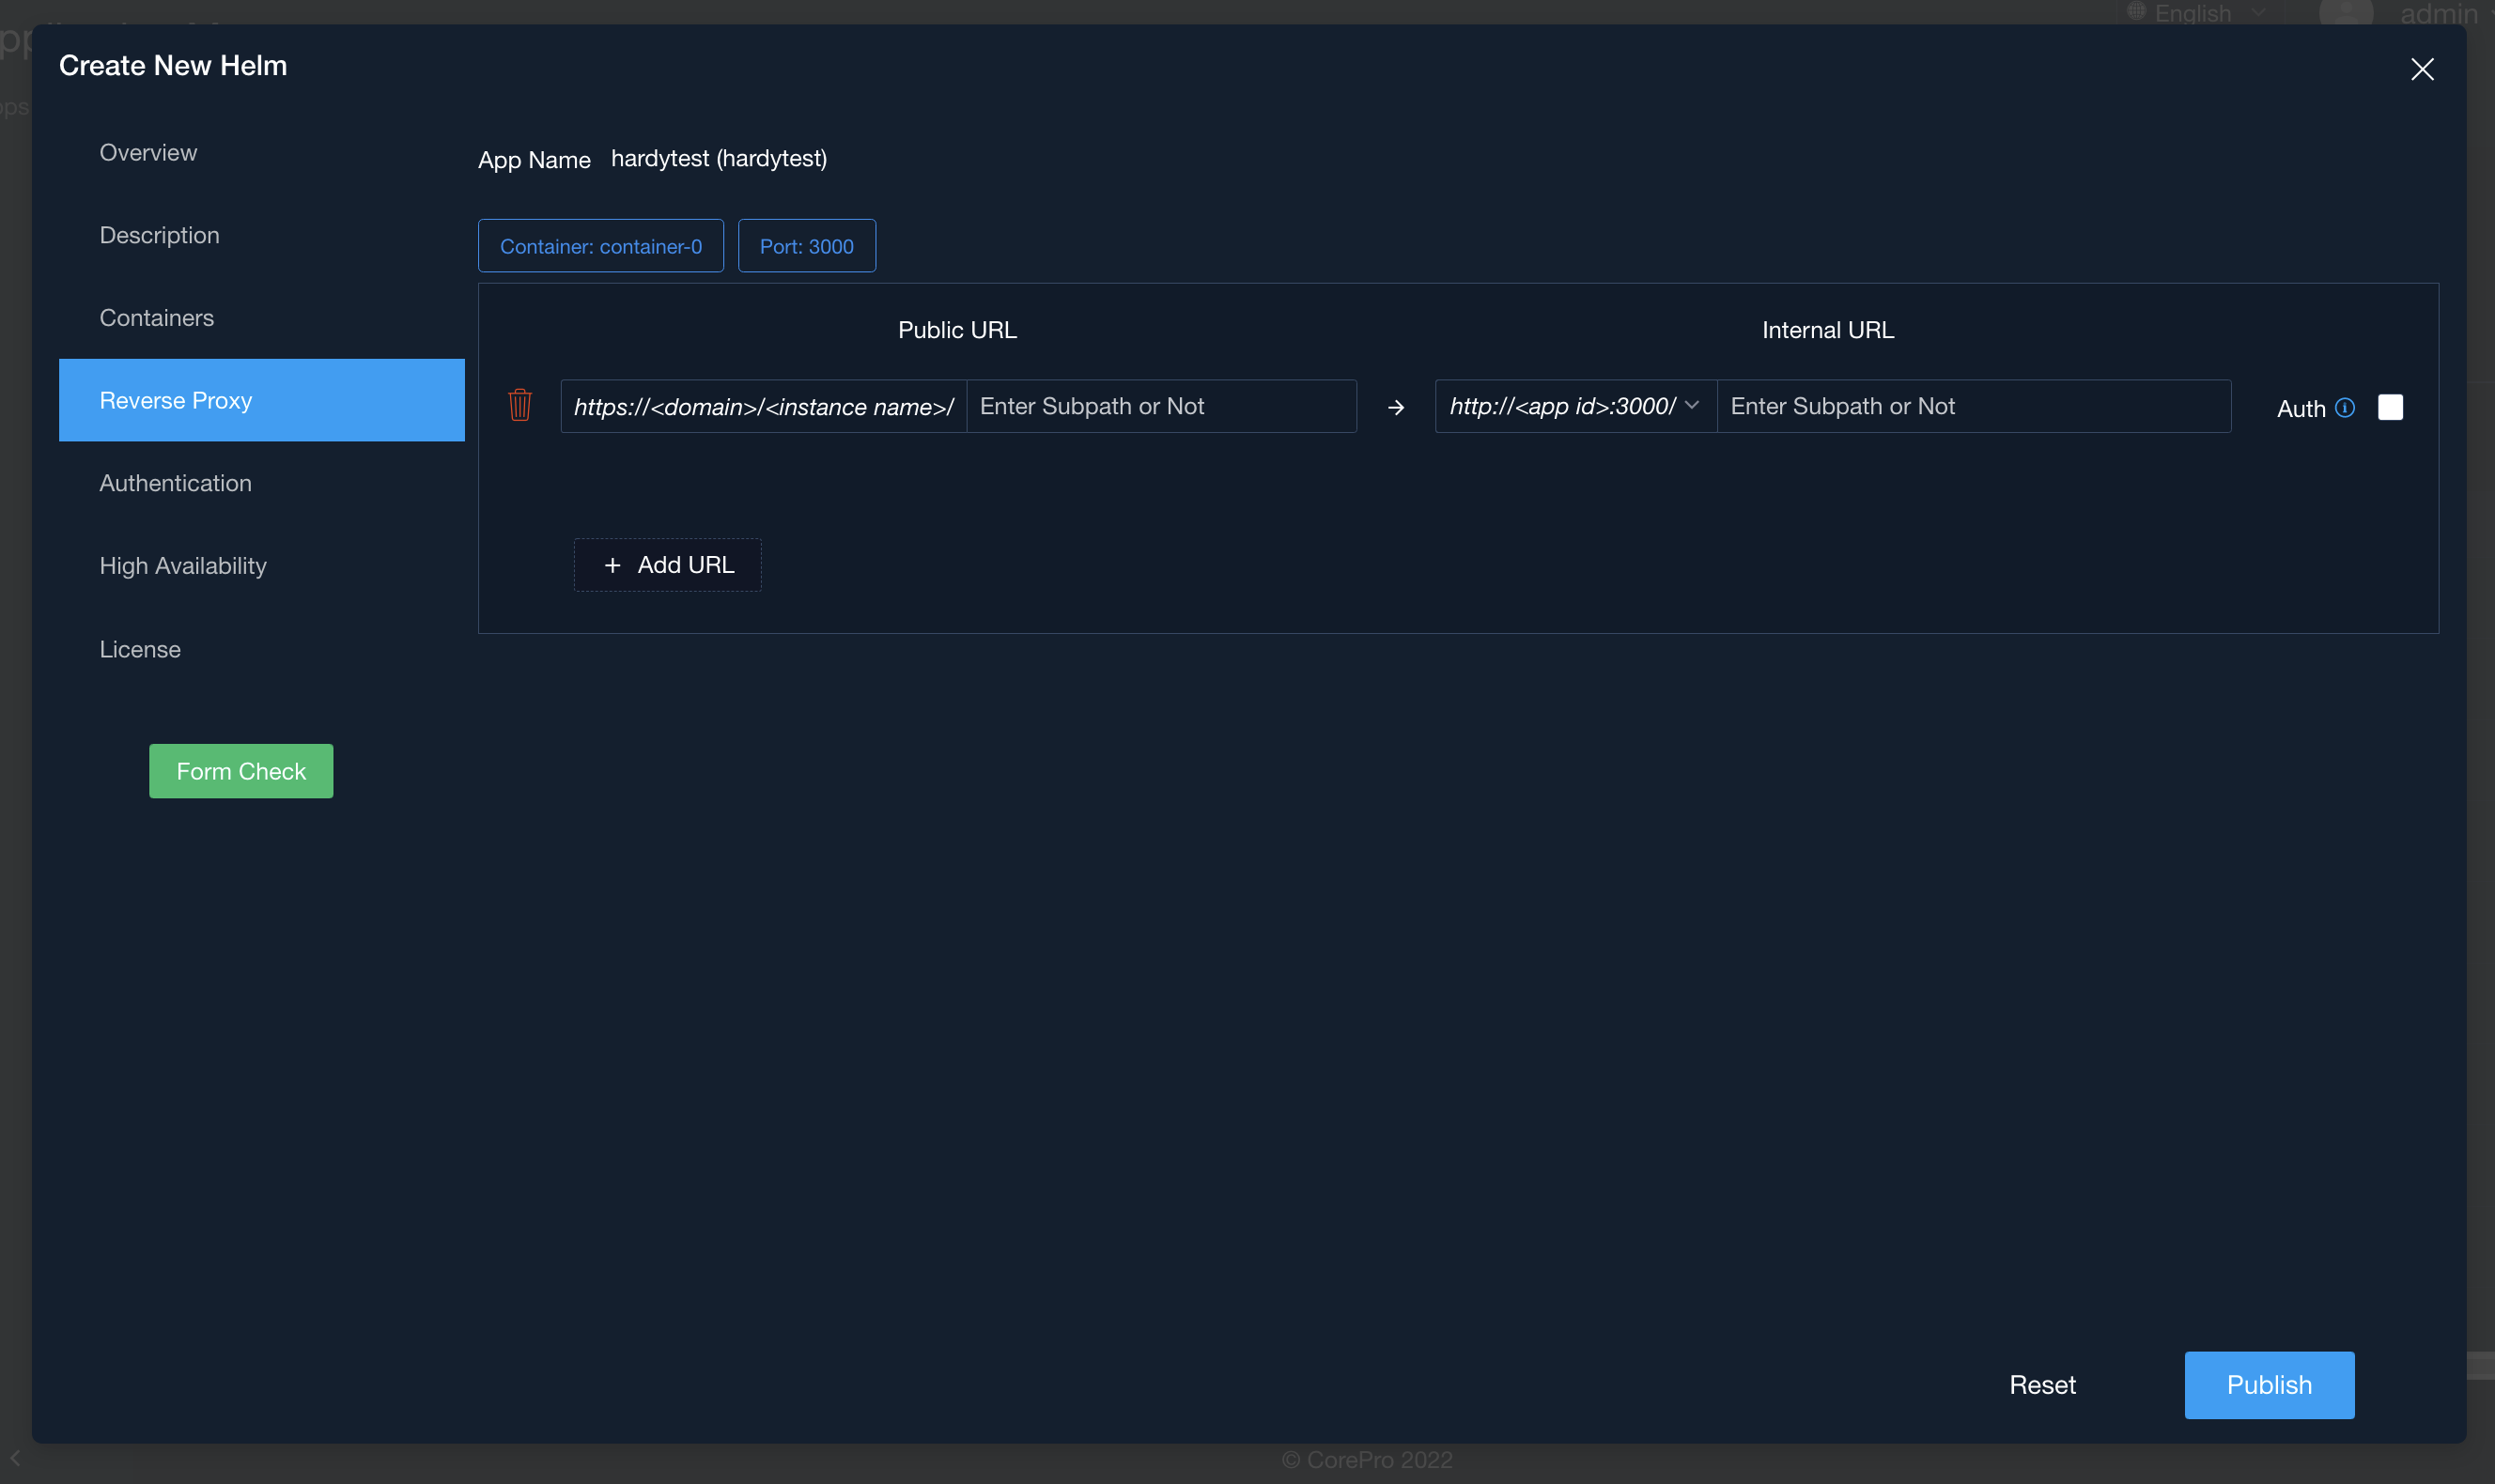 English
admin
Create New Helm
Overview
App Name hardytest (hardytest)
Description
Container: container-0 Port: 3000
Containers
Public URL Internal URL
Reverse Proxy
https://<domain>/<instance name>/ Enter Subpath or Not → http://<app id>:3000/ Enter Subpath or Not Auth
Authentication
High Availability
+ Add URL
License
Form Check
Reset Publish
© CorePro 2022